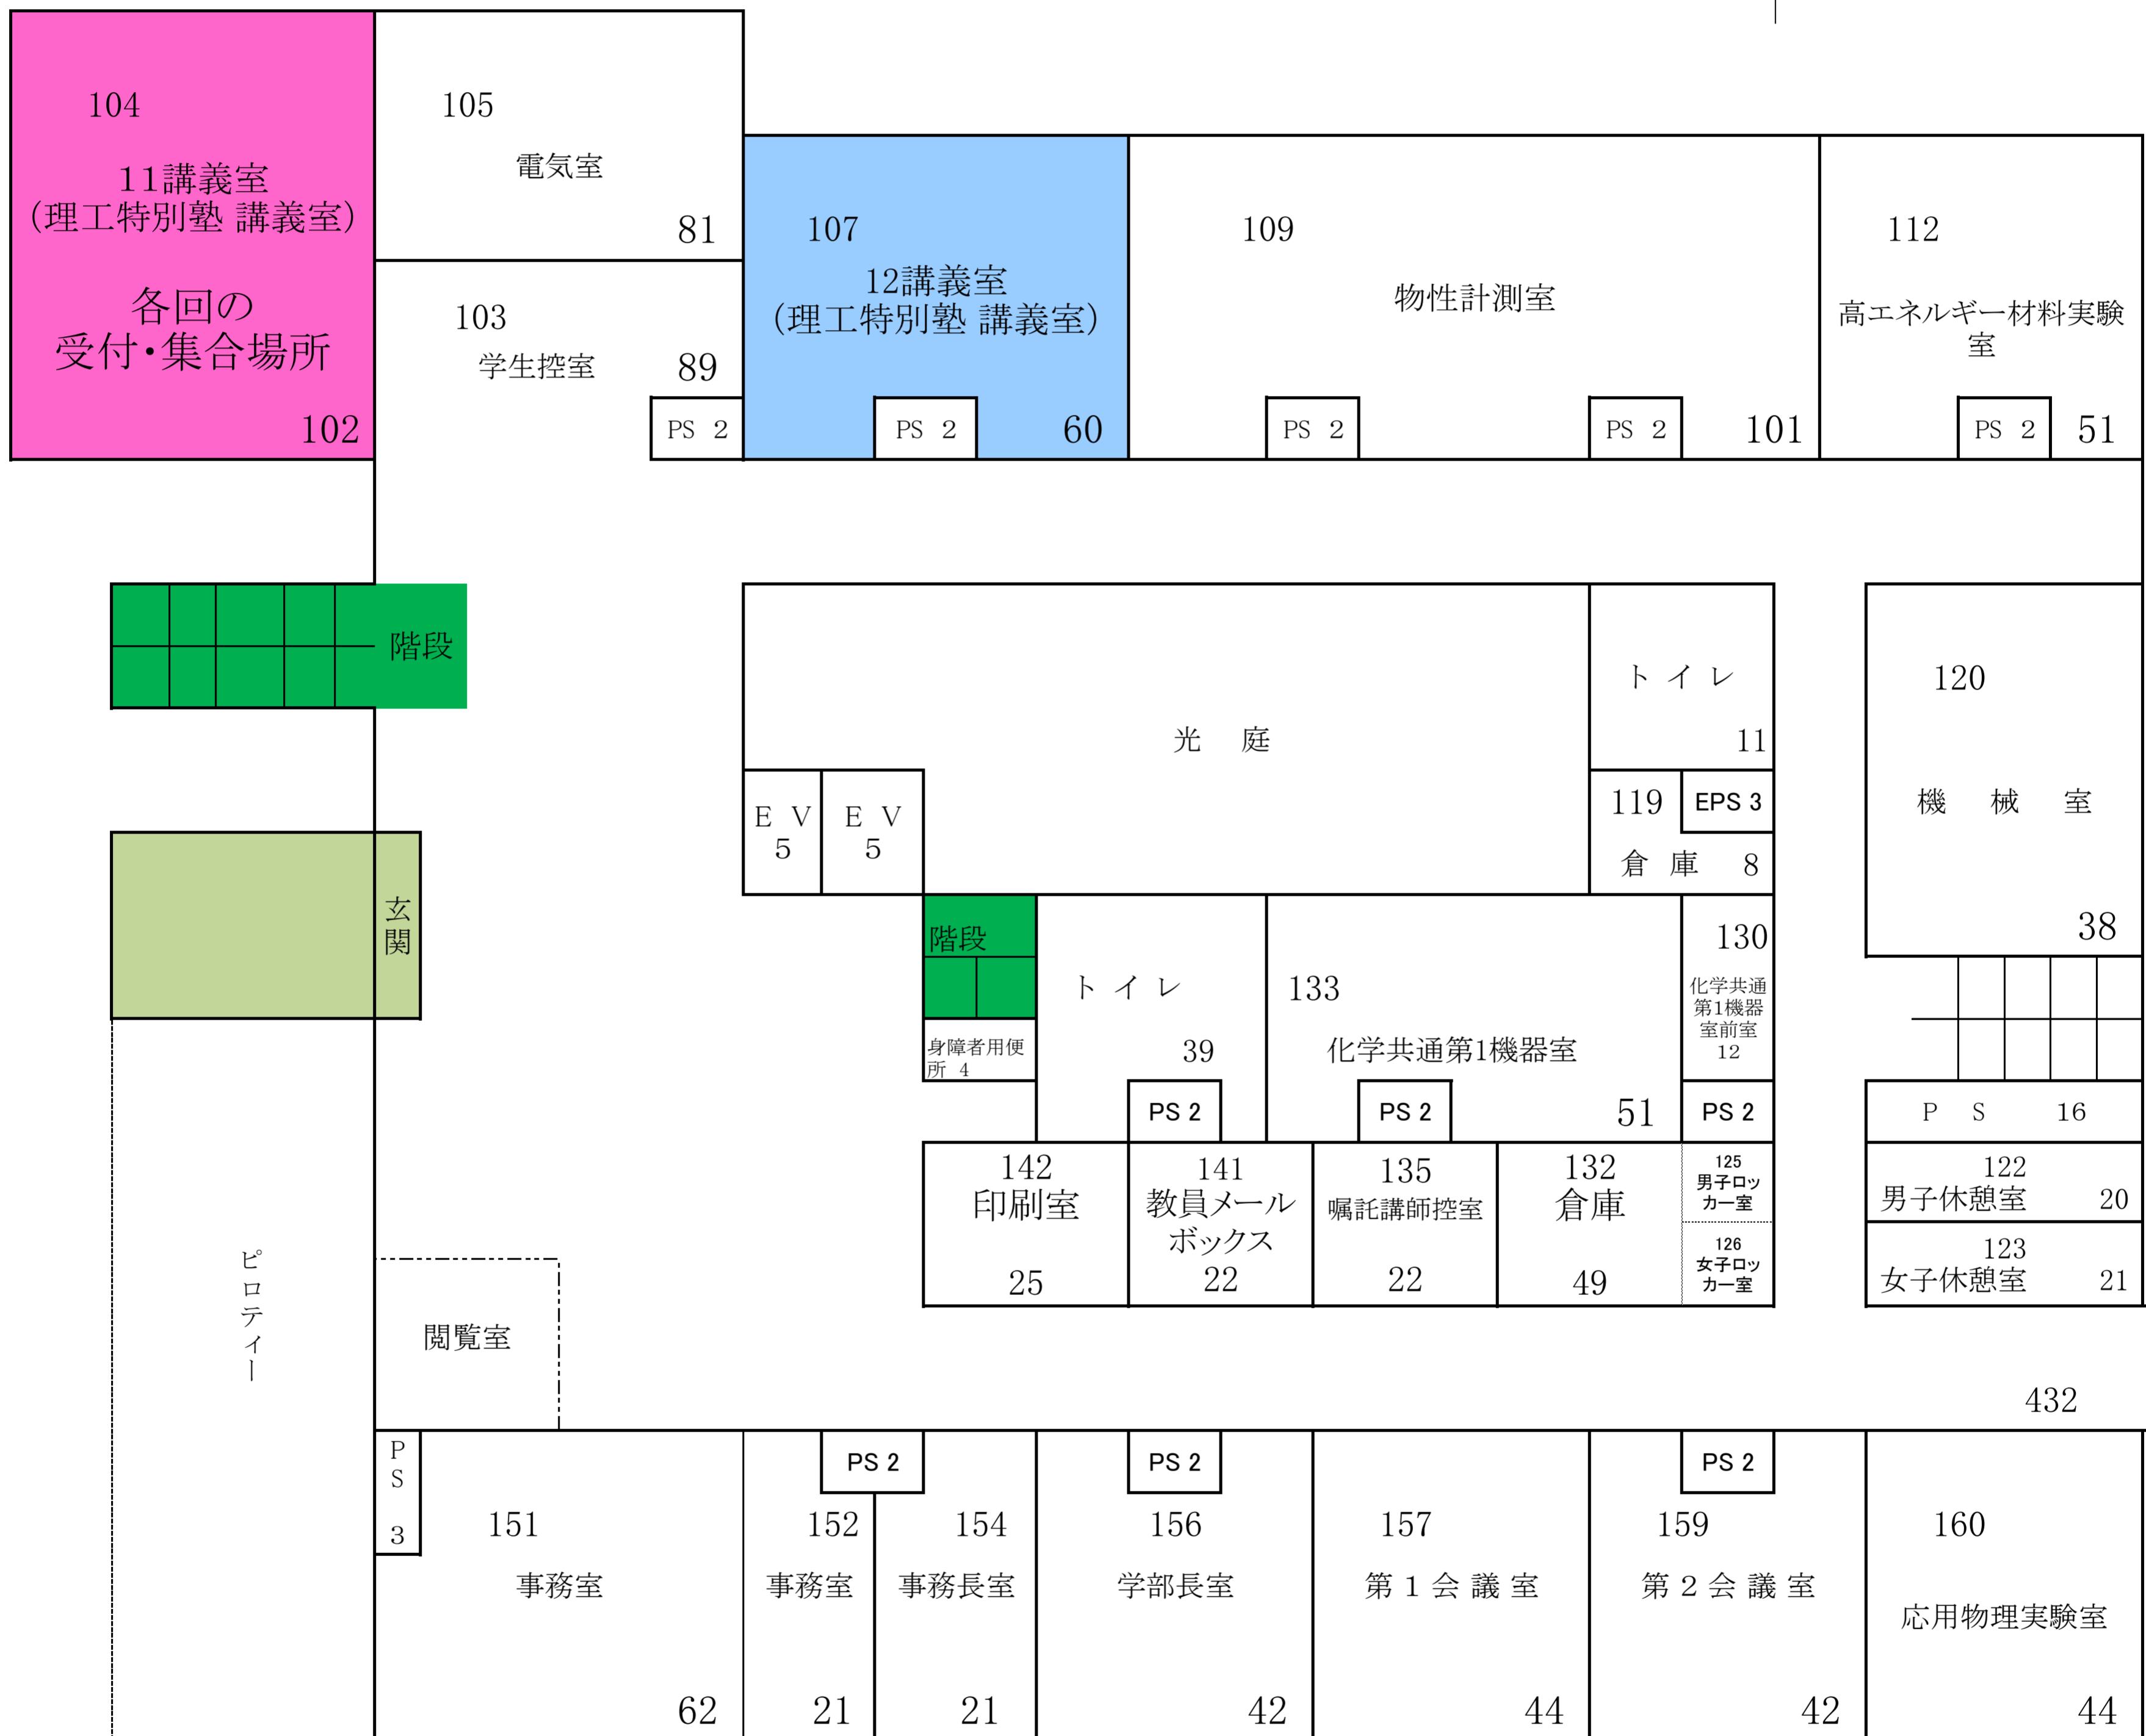 104
11講義室
（理工特別塾 講義室）
各回の
受付・集合場所
102
105
電気室
81
103
学生控室
89
PS 2
107
12講義室
（理工特別塾 講義室）
PS 2
60
109
物性計測室
PS 2
PS 2
101
112
高エネルギー材料実験
室
PS 2
51
階段
光 庭
トイレ
11
119
EPS 3
倉 庫 8
120
機 械 室
38
E V
5
E V
5
玄
関
階段
身障者用便
所 4
トイレ
39
PS 2
133
化学共通第1機器室
PS 2
51
130
化学共通
第1機器
室前室
12
PS 2
P S 16
142
印刷室
25
141
教員メール
ボックス
22
135
嘱託講師控室
22
132
倉庫
49
125
男子ロッ
カー室
126
女子ロッ
カー室
122
男子休憩室 20
123
女子休憩室 21
ピロティー
閲覧室
432
P
S
3
151
事務室
62
PS 2
152
事務室
21
154
事務長室
21
PS 2
156
学部長室
42
157
第１会議室
44
PS 2
159
第２会議室
42
160
応用物理実験室
44